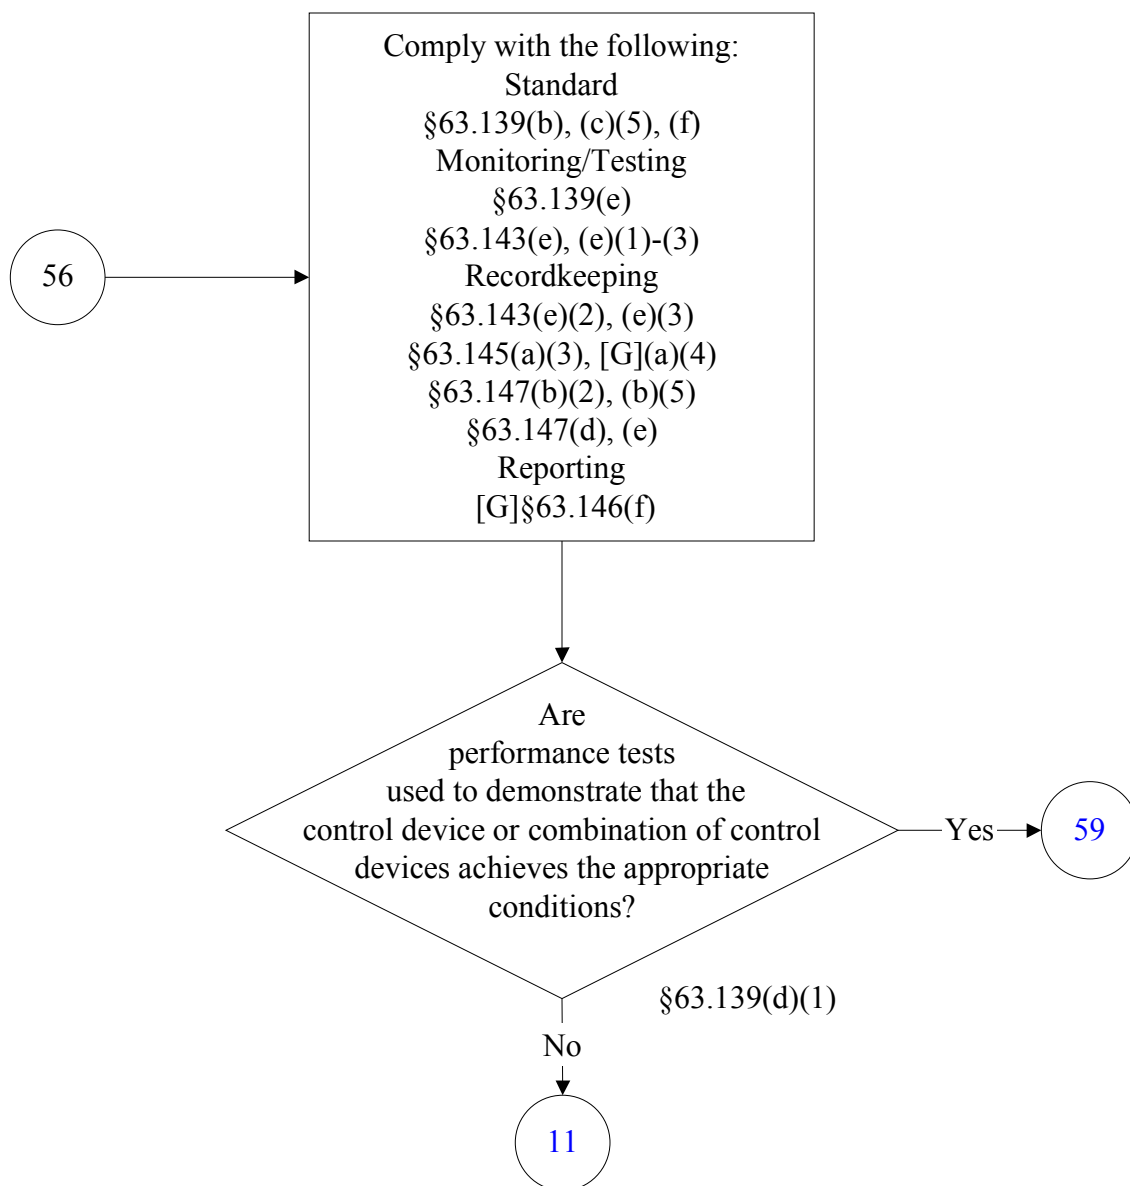 Comply with the following:
Standard
§63.139(b), (c)(5), (f)
Monitoring/Testing
§63.139(e)
§63.143(e), (e)(1)-(3)
Recordkeeping
§63.143(e)(2), (e)(3)
§63.145(a)(3), [G](a)(4)
§63.147(b)(2), (b)(5)
§63.147(d), (e)
Reporting
[G]§63.146(f)
56
Are
performance tests
used to demonstrate that the
control device or combination of control
devices achieves the appropriate
conditions?
Yes
59
§63.139(d)(1)
No
11